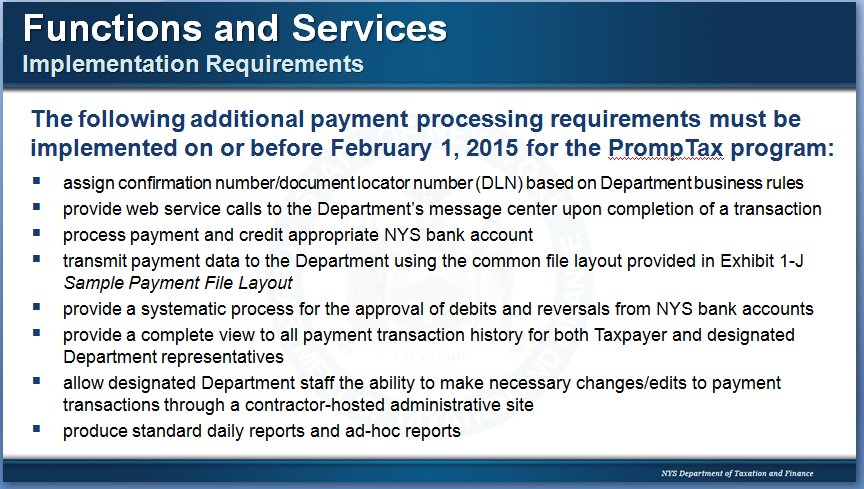 Functions and Services
Implementation Requirements
The following additional payment processing requirements must be
implemented on or before February 1, 2015 for the PrompTax program:
▪ assign confirmation number/document locator number (DLN) based on Department business rules
▪ provide web service calls to the Department's message center upon completion of a transaction
▪ process payment and credit appropriate NYS bank account
▪ transmit payment data to the Department using the common file layout provided in Exhibit 1-J
Sample Payment File Layout
▪ provide a systematic process for the approval of debits and reversals from NYS bank accounts
▪ provide a complete view to all payment transaction history for both Taxpayer and designated
Department representatives
▪ allow designated Department staff the ability to make necessary changes/edits to payment
transactions through a contractor-hosted administrative site
▪ produce standard daily reports and ad-hoc reports
NYS Department of Taxation and Finance